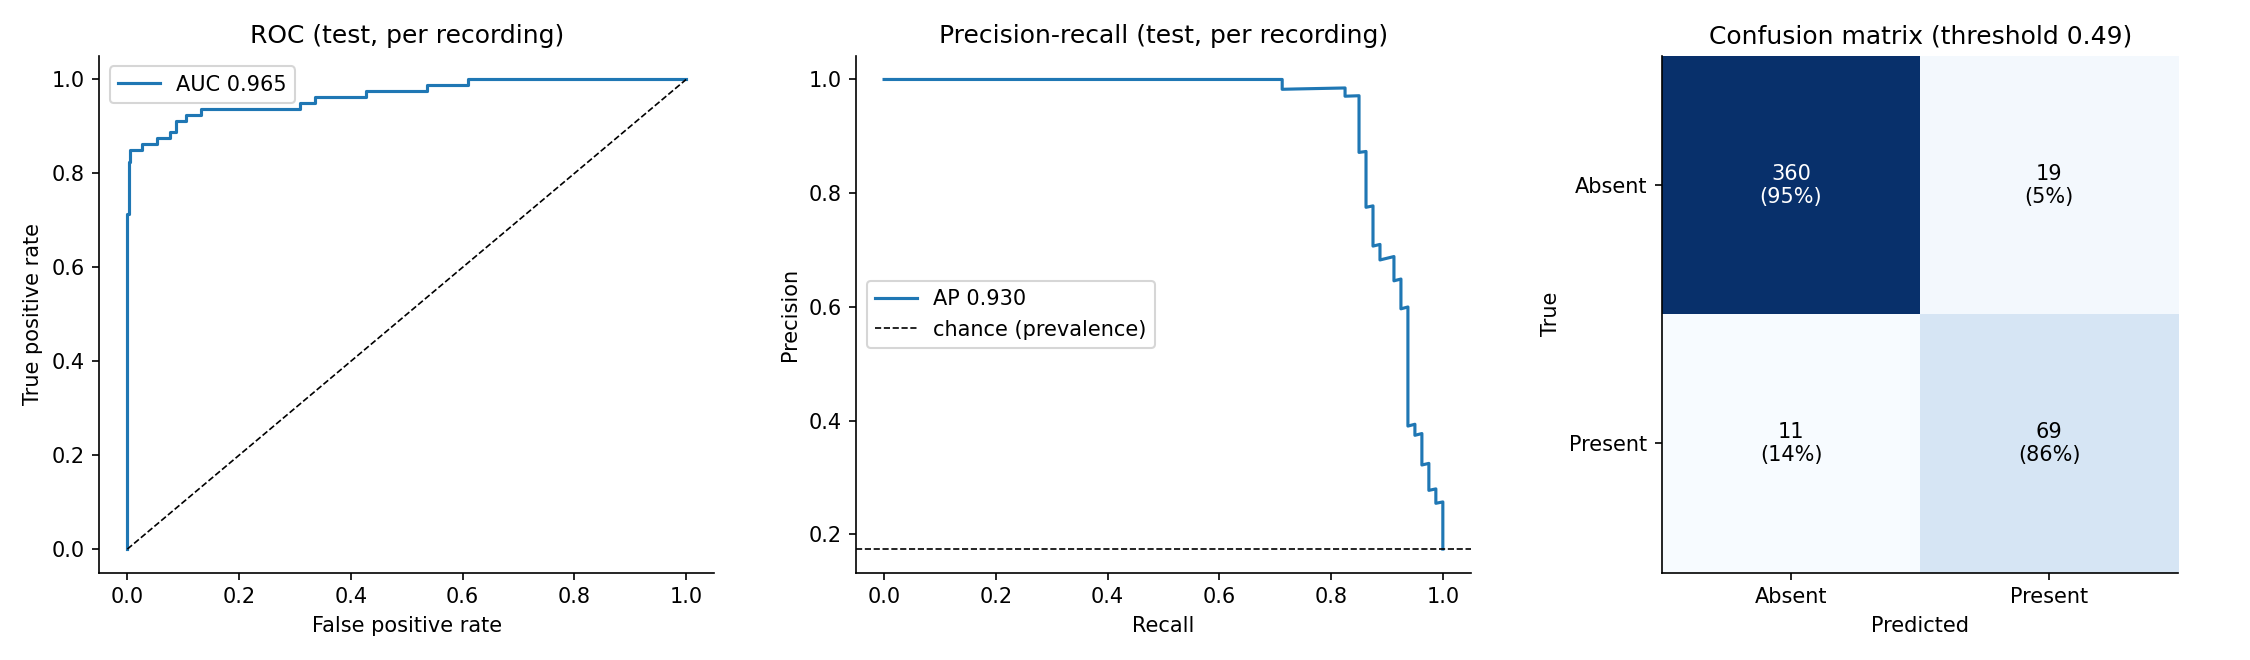 ROC (test, per recording)
AUC 0.965
1.0
0.8
0.6
0.4
0.2
0.0
True positive rate
0.0 0.2 0.4 0.6 0.8 1.0
False positive rate
Precision-recall (test, per recording)
1.0
0.8
0.6
0.4
0.2
Precision
AP 0.930
chance (prevalence)
0.0 0.2 0.4 0.6 0.8 1.0
Recall
Confusion matrix (threshold 0.49)
True
Absent
360
(95%)
19
(5%)
Present
11
(14%)
69
(86%)
Absent Present
Predicted